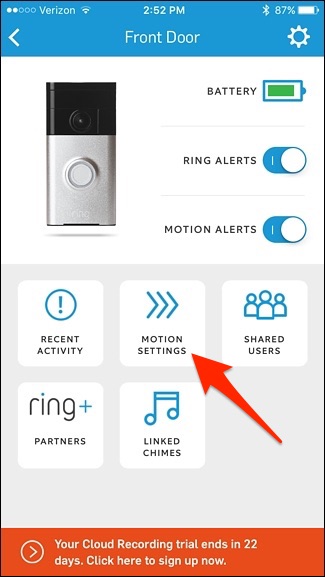 Verizon 2:52 PM 87%
Front Door
BATTERY
RING ALERTS
MOTION ALERTS
ring
RECENT
ACTIVITY
MOTION
SETTINGS
SHARED
USERS
ring+
PARTNERS
LINKED
CHIMES
Your Cloud Recording trial ends in 22
days. Click here to sign up now.